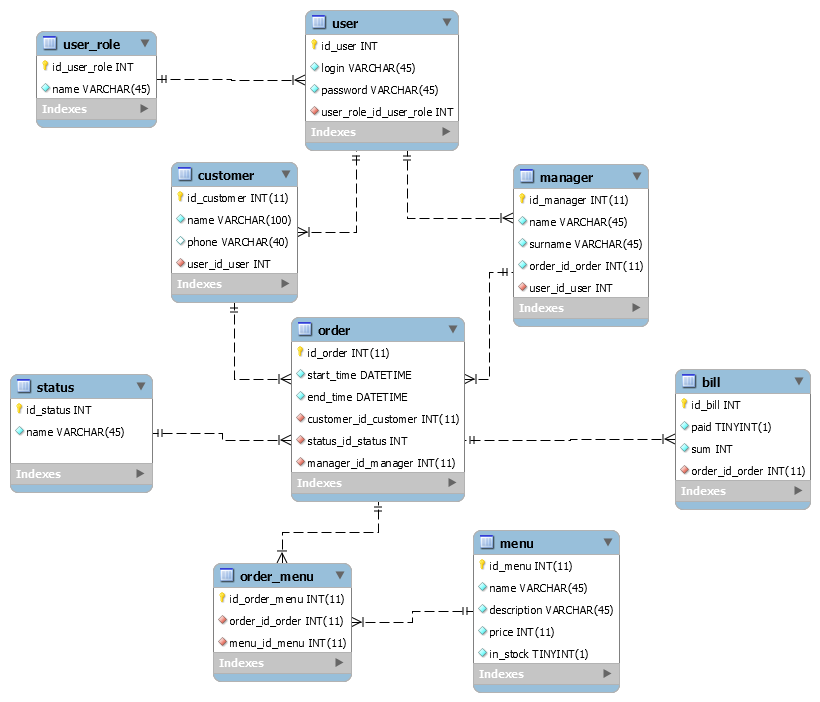 user_role
id_user_role INT
name VARCHAR(45)
Indexes
user
id_user INT
login VARCHAR(45)
password VARCHAR(45)
user_role_id_user_role INT
Indexes
customer
id_customer INT(11)
name VARCHAR(100)
phone VARCHAR(40)
user_id_user INT
Indexes
manager
id_manager INT(11)
name VARCHAR(45)
surname VARCHAR(45)
order_id_order INT(11)
user_id_user INT
Indexes
order
id_order INT(11)
start_time DATETIME
end_time DATETIME
customer_id_customer INT(11)
status_id_status INT
manager_id_manager INT(11)
Indexes
status
id_status INT
name VARCHAR(45)
Indexes
bill
id_bill INT
paid TINYINT(1)
sum INT
order_id_order INT(11)
Indexes
order_menu
id_order_menu INT(11)
order_id_order INT(11)
menu_id_menu INT(11)
Indexes
menu
id_menu INT(11)
name VARCHAR(45)
description VARCHAR(45)
price INT(11)
in_stock TINYINT(1)
Indexes